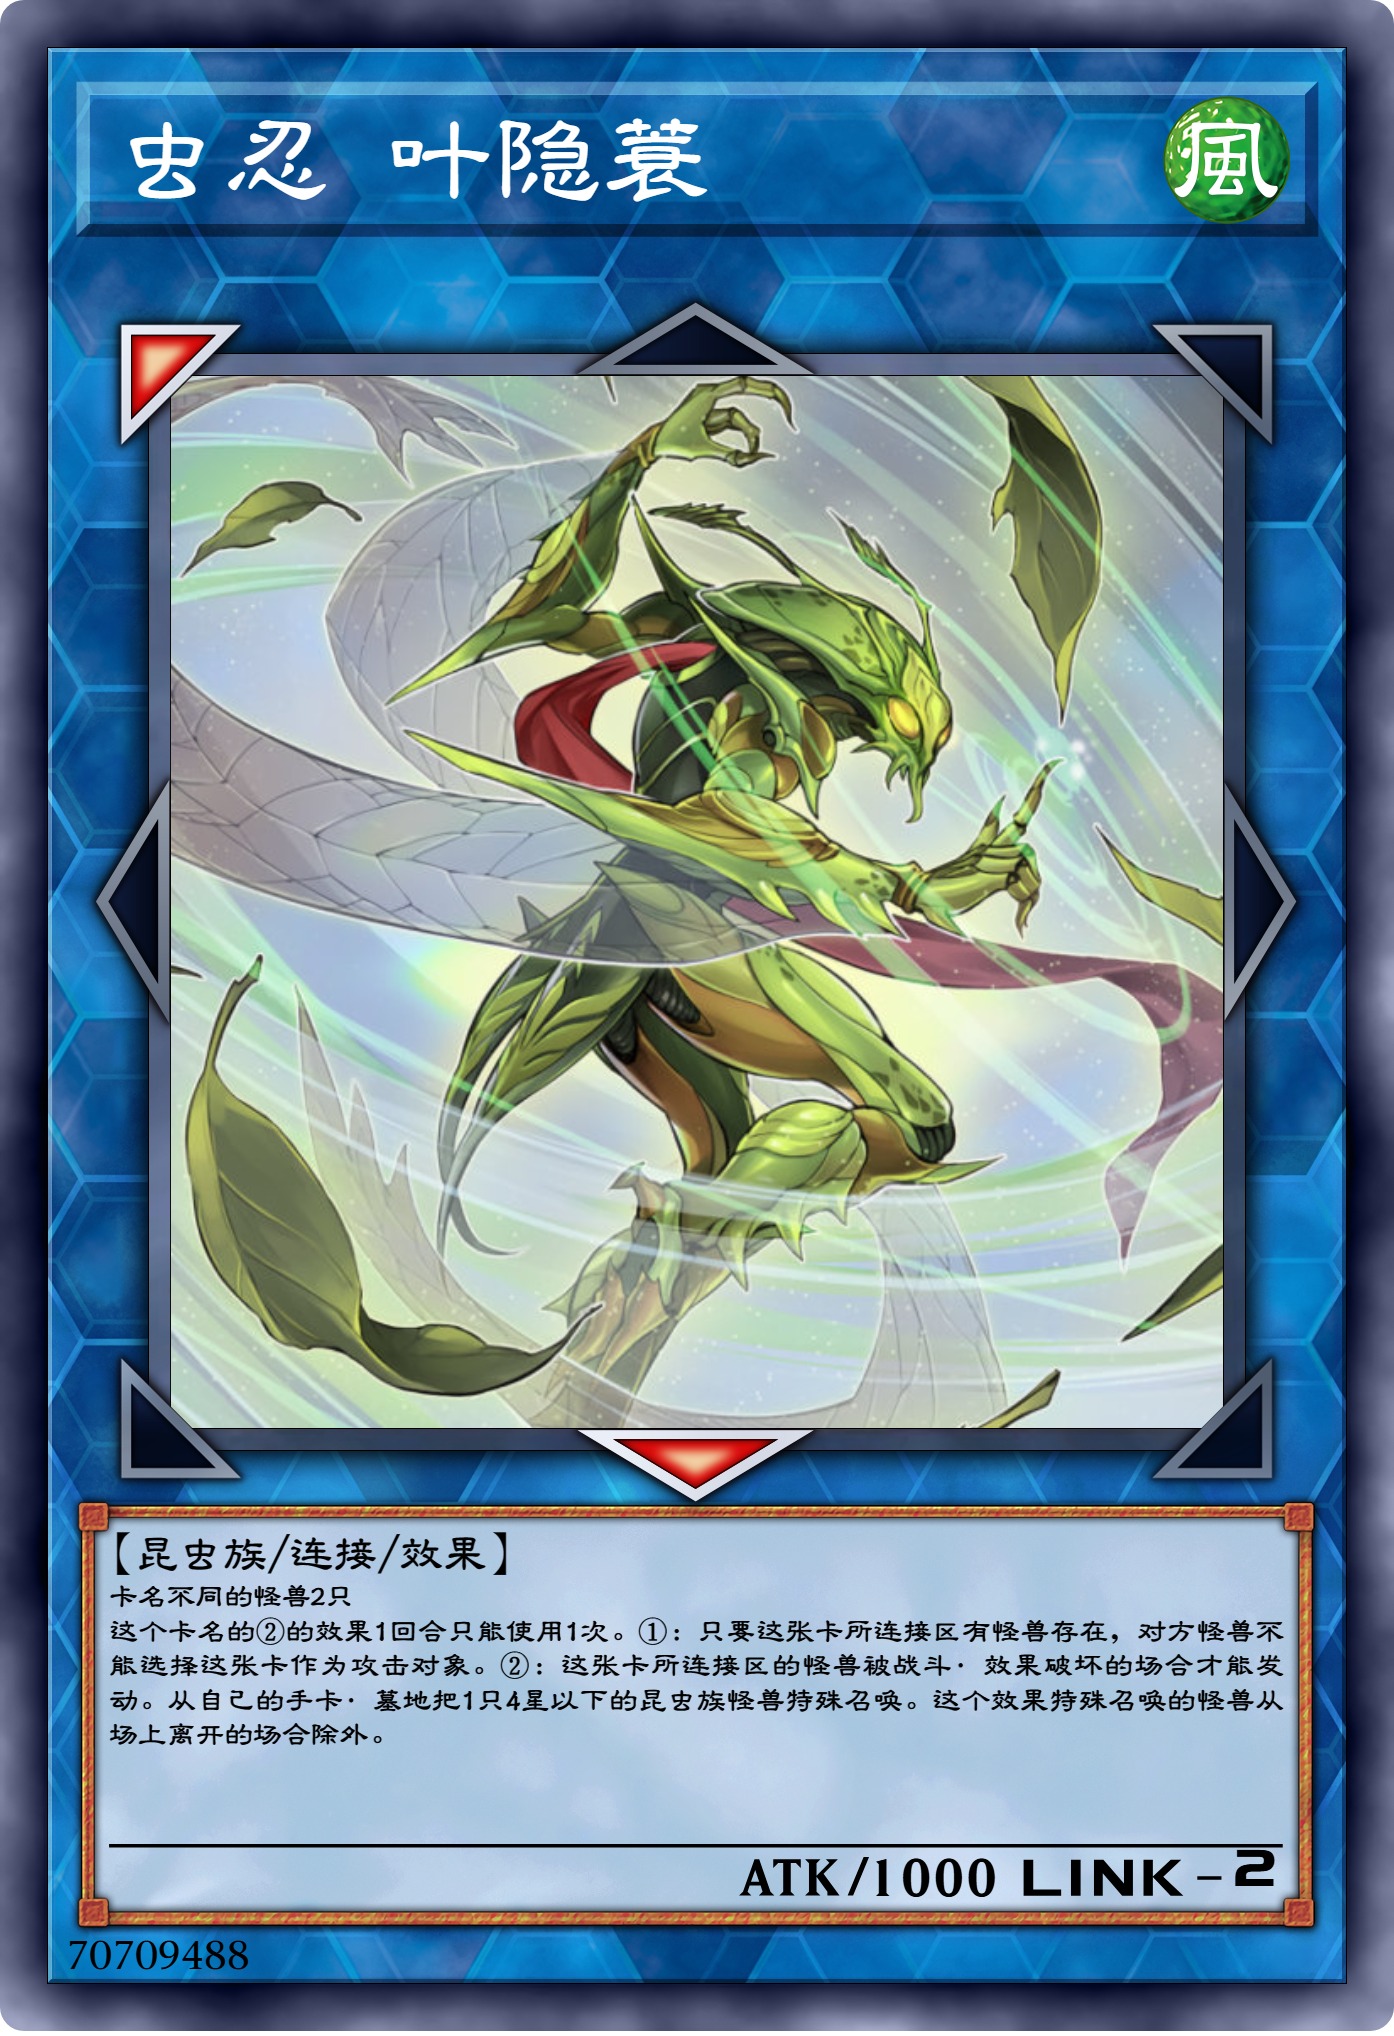 虫忍 叶隐蓑
風
【昆虫族/连接/效果】
卡名不同的怪兽2只
这个卡名的②的效果1回合只能使用1次。①：只要这张卡所连接区有怪兽存在，对方怪兽不
能选择这张卡作为攻击对象。②：这张卡所连接区的怪兽被战斗·效果破坏的场合才能发
动。从自己的手卡·墓地把1只4星以下的昆虫族怪兽特殊召唤。这个效果特殊召唤的怪兽从
场上离开的场合除外。
ATK/1000 LINK-2
70709488